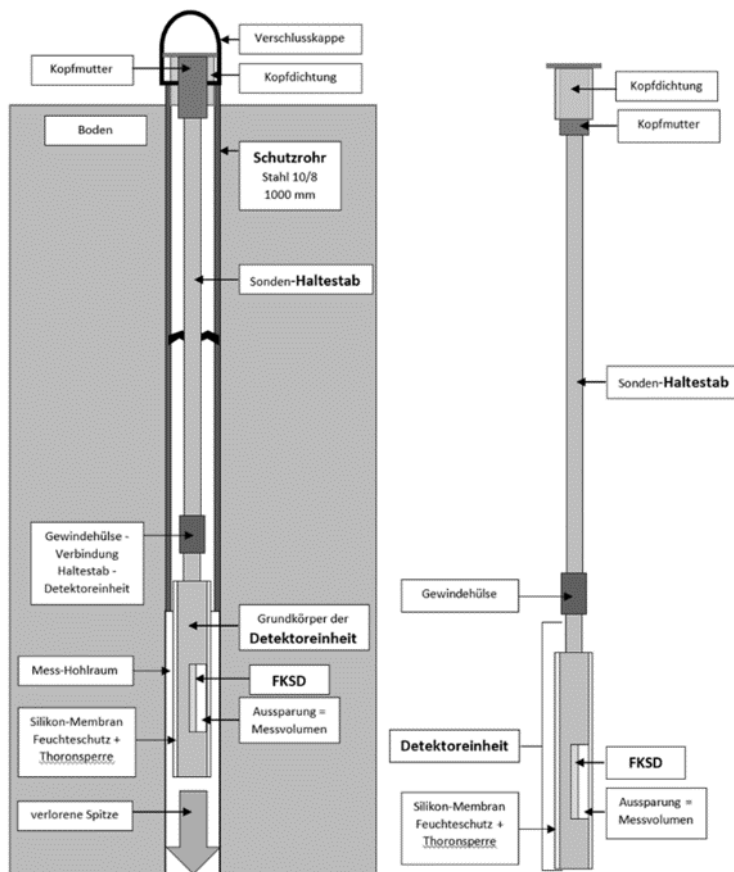 Verschlusskappe
Kopfmutter
Kopfdichtung
Boden
Schutzrohr
Stahl 10/8
1000 mm
Sonden-Haltestab
Gewindehülse -
Verbindung
Haltestab -
Detektoreinheit
Grundkörper der
Detektoreinheit
Mess-Hohlraum
FKSD
Silikon-Membran
Feuchteschutz +
Thoronsperre
Aussparung =
Messvolumen
verlorene Spitze
Kopfdichtung
Kopfmutter
Sonden-Haltestab
Gewindehülse
Detektoreinheit
FKSD
Silikon-Membran
Feuchteschutz +
Thoronsperre
Aussparung =
Messvolumen